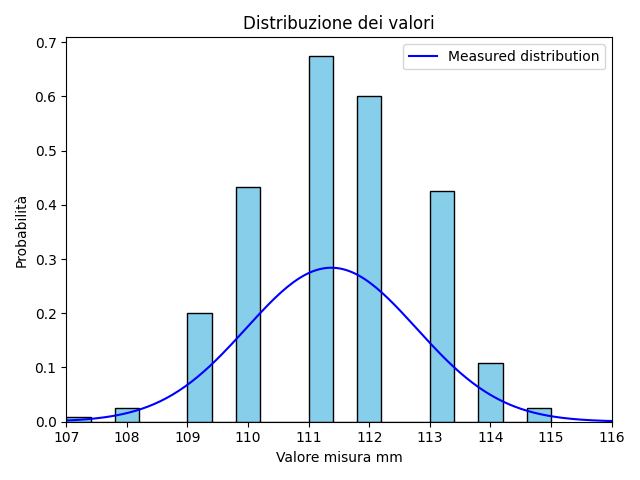 Distribuzione dei valori
Measured distribution
0.7
0.6
0.5
0.4
0.3
0.2
0.1
0.0
Probabilità
107 108 109 110 111 112 113 114 115 116
Valore misura mm